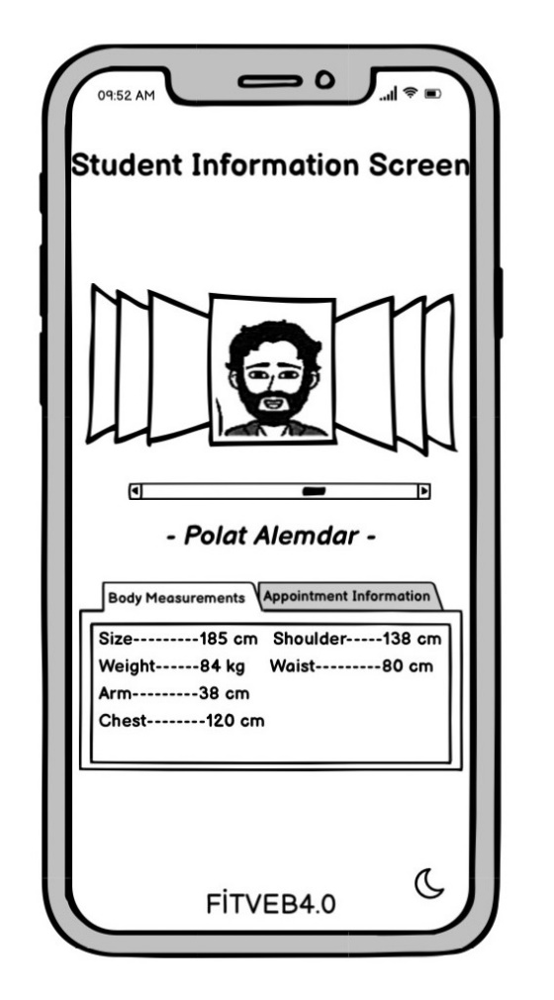 09:52 AM
Student Information Screen
- Polat Alemdar -
Body Measurements Appointment Information
Size---------185 cm Shoulder-----138 cm
Weight------84 kg Waist---------80 cm
Arm---------38 cm
Chest--------120 cm
FİTVEB4.0